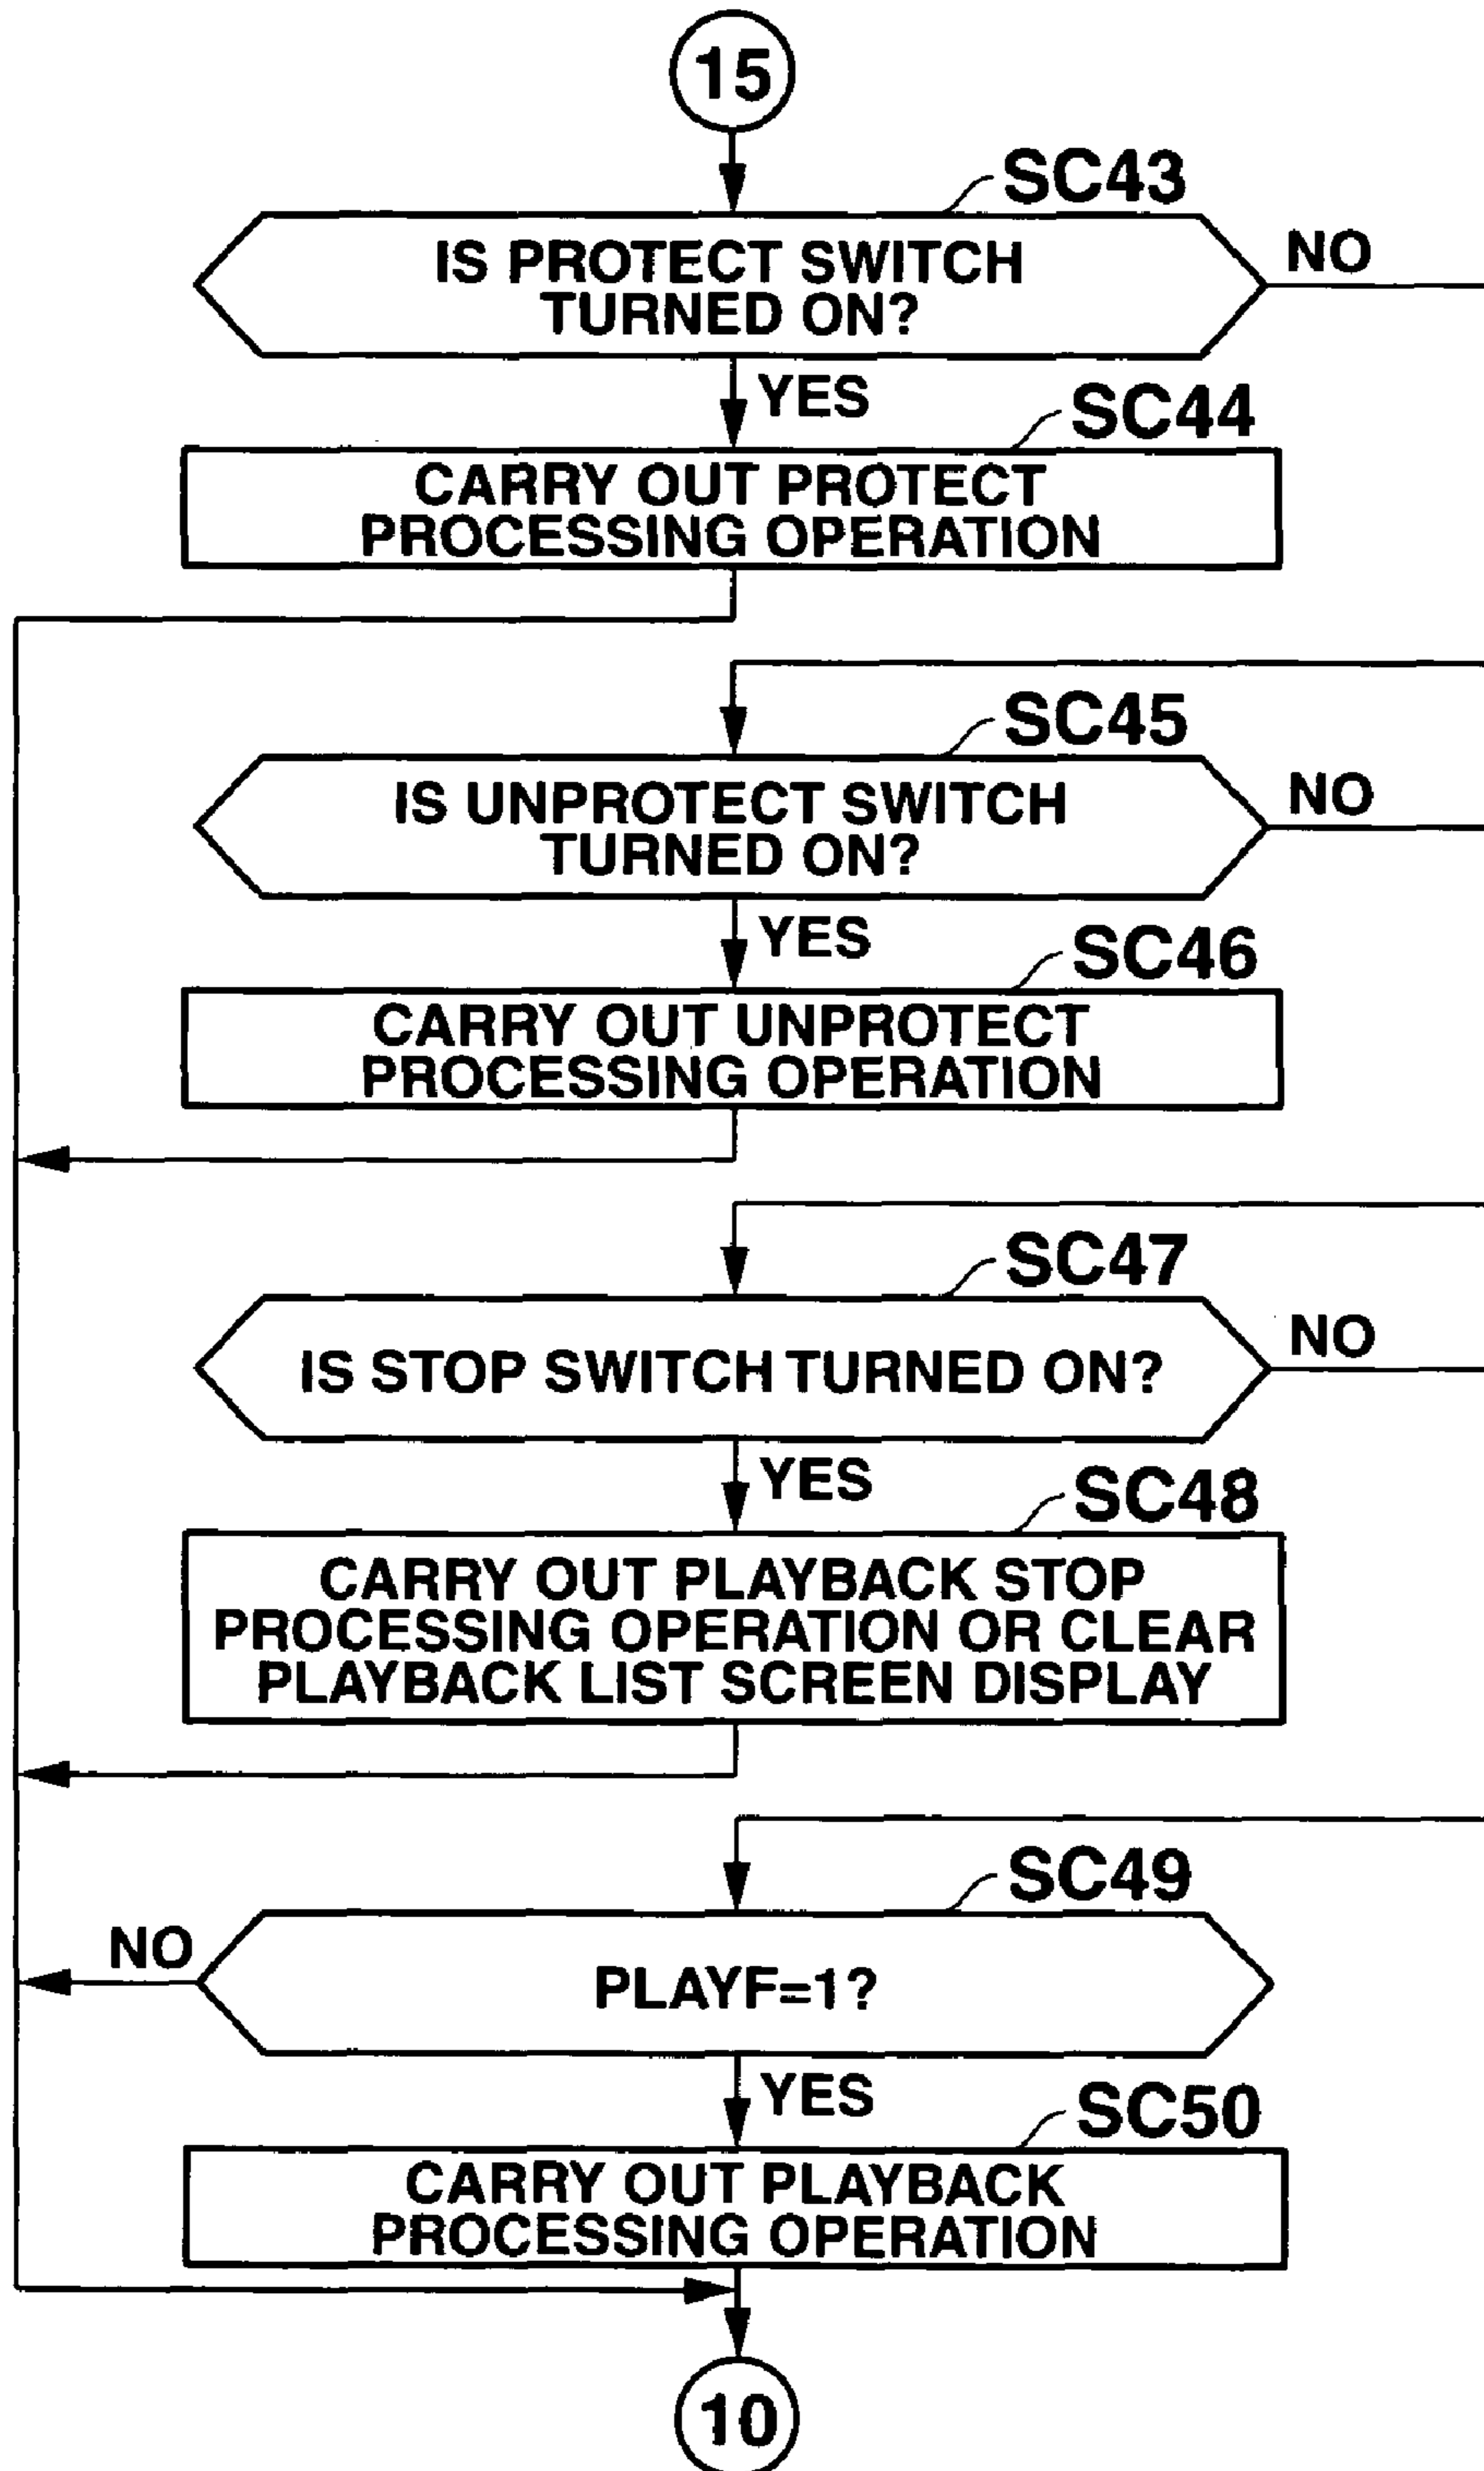 15
SC43
IS PROTECT SWITCH
TURNED ON?
NO
YES
SC44
CARRY OUT PROTECT
PROCESSING OPERATION
SC45
IS UNPROTECT SWITCH
TURNED ON?
NO
YES
SC46
CARRY OUT UNPROTECT
PROCESSING OPERATION
SC47
IS STOP SWITCH TURNED ON?
NO
YES
SC48
CARRY OUT PLAYBACK STOP
PROCESSING OPERATION OR CLEAR
PLAYBACK LIST SCREEN DISPLAY
SC49
NO
PLAYF=1?
YES
SC50
CARRY OUT PLAYBACK
PROCESSING OPERATION
10